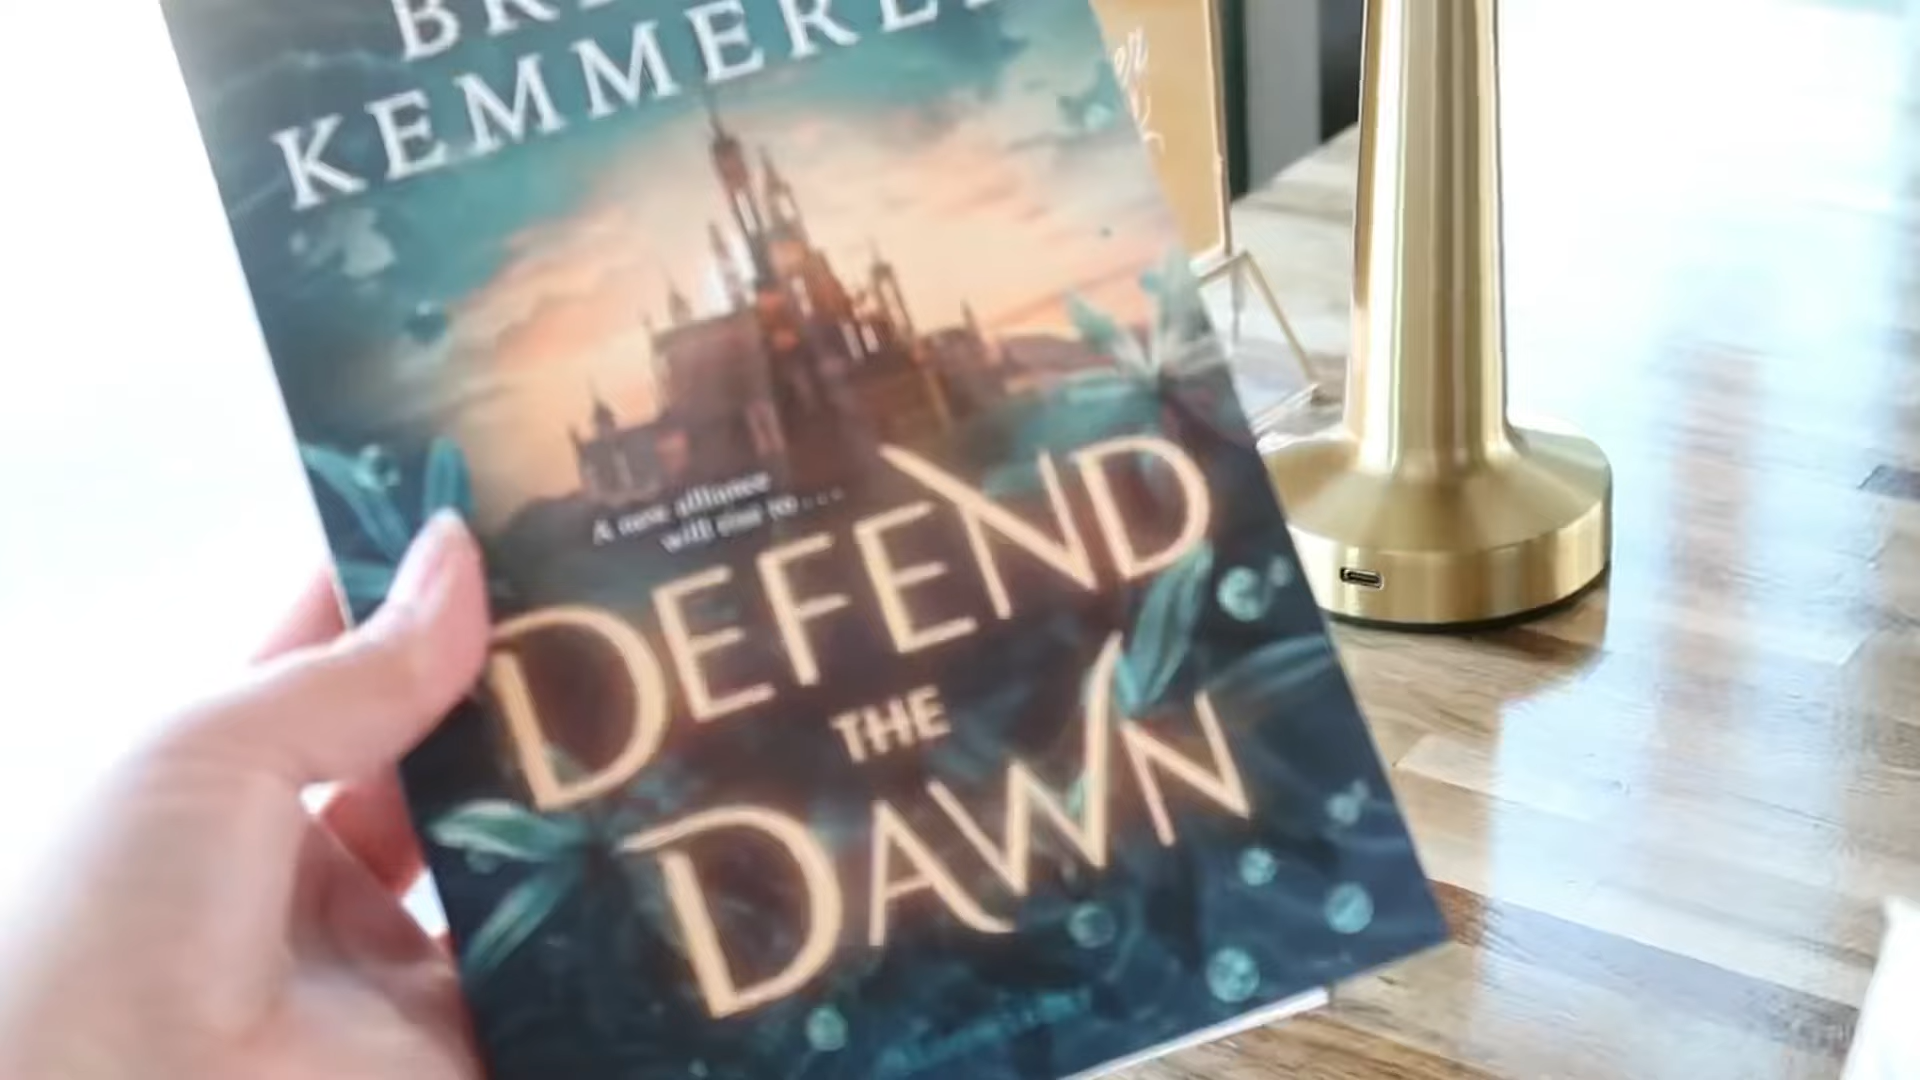 KEMMERER
A new alliance
will rise to . . .
DEFEND
THE
DAWN